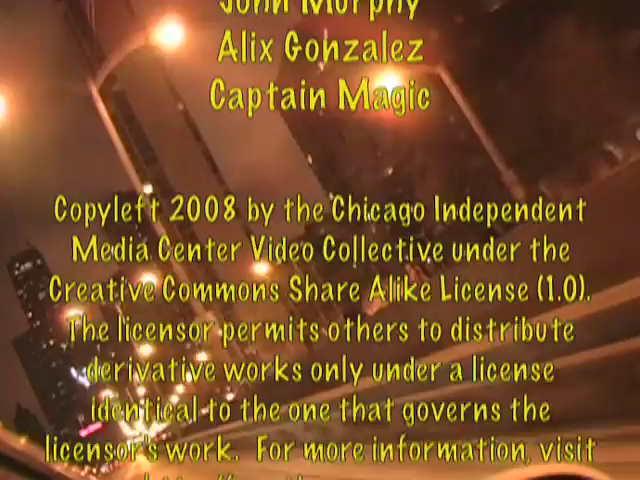 John Murphy
Alix Gonzalez
Captain Magic
Copyleft 2008 by the Chicago Independent
Media Center Video Collective under the
Creative Commons Share Alike License (1.0).
The licensor permits others to distribute
derivative works only under a license
identical to the one that governs the
licensor's work.  For more information, visit